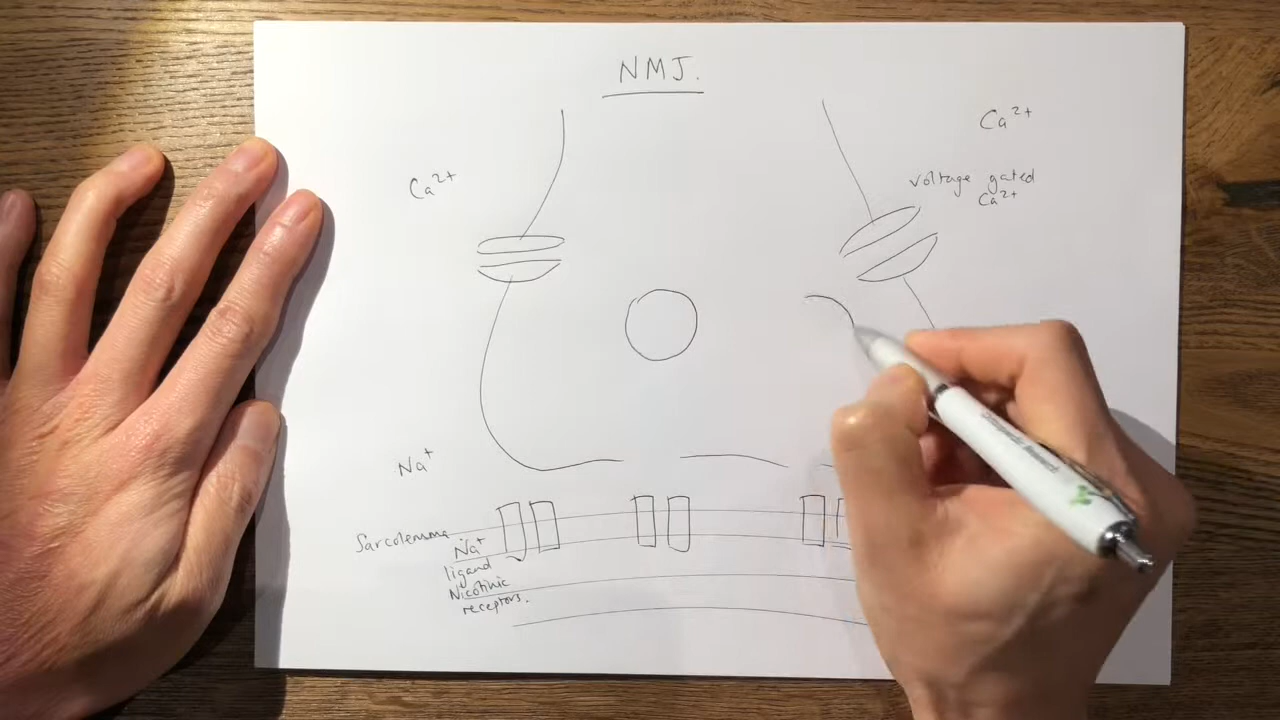 NMJ.
Ca²⁺
Ca²⁺
voltage gated
Ca²⁺
Na⁺
Sarcolemma
Na⁺
ligand
Nicotinic
receptors.